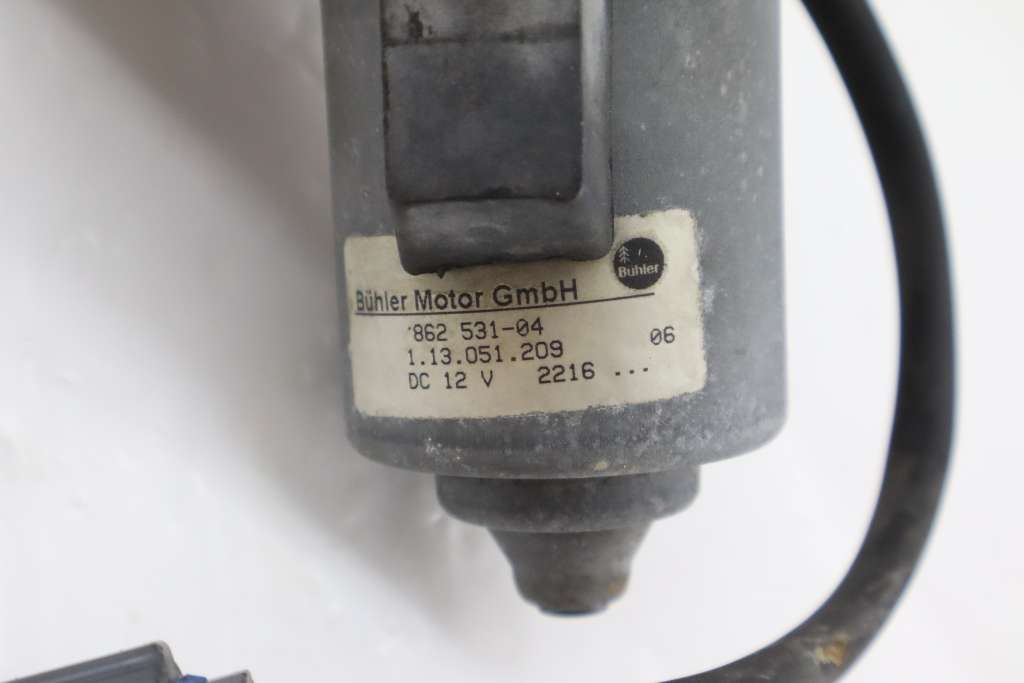 Bühler
Bühler Motor GmbH
862 531-04
06
1.13.051.209
DC 12 V 2216 ...